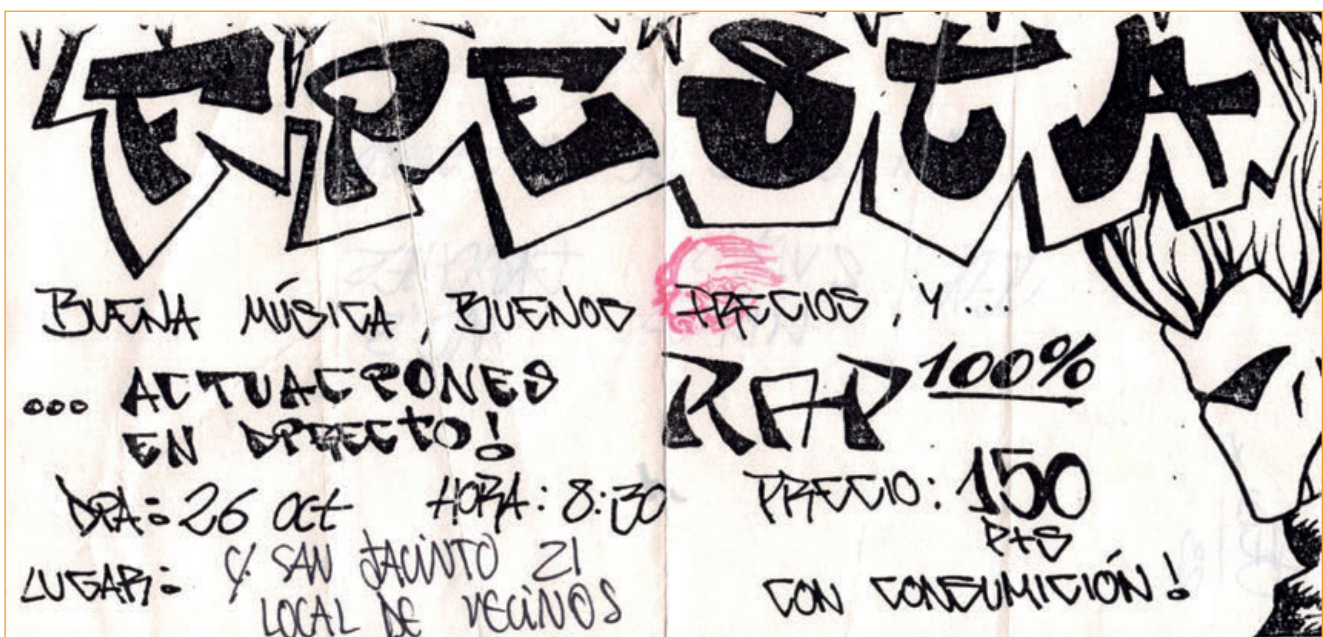 FIESTA
BUENA MÚSICA, BUENOS PRECIOS, Y...
... ACTUACIONES
EN DIRECTO!
RAP 100%
DIA: 26 oct HORA: 8:30
LUGAR: C/ SAN JACINTO 21
LOCAL DE VECINOS
PRECIO: 150
PtS
CON CONSUMICIÓN!